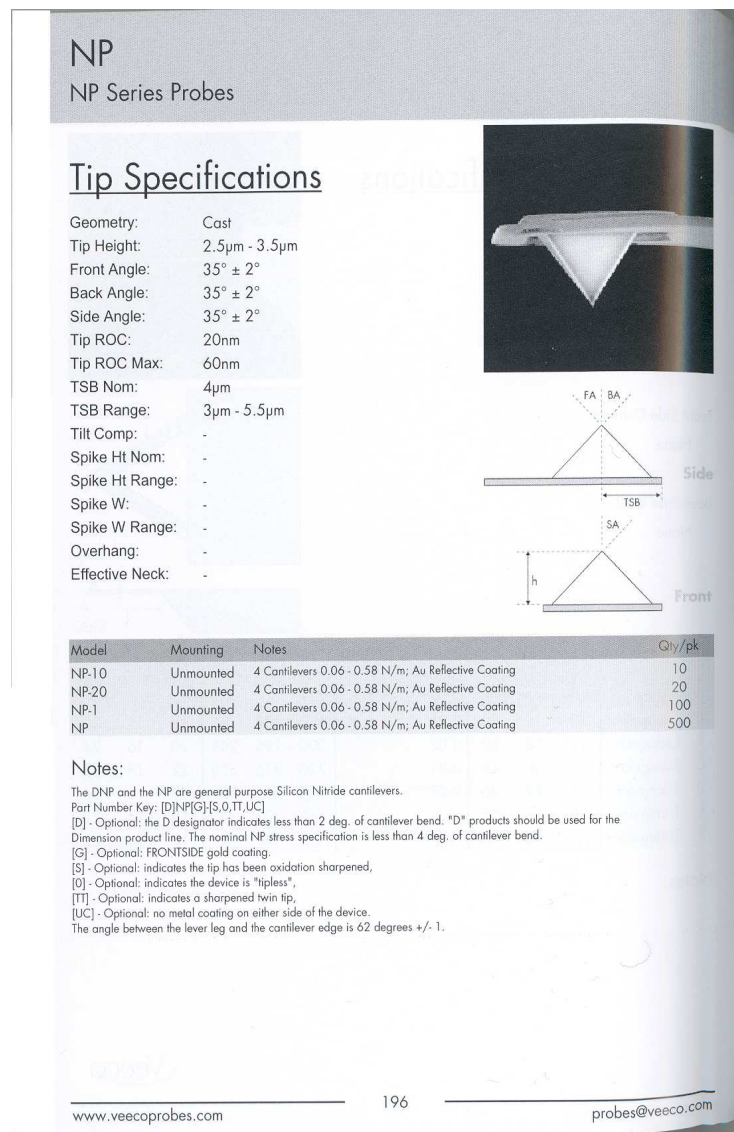 NP
NP Series Probes
Tip Specifications
Geometry: Cast
Tip Height: 2.5µm - 3.5µm
Front Angle: 35° ± 2°
Back Angle: 35° ± 2°
Side Angle: 35° ± 2°
Tip ROC: 20nm
Tip ROC Max: 60nm
TSB Nom: 4µm
TSB Range: 3µm - 5.5µm
Tilt Comp: -
Spike Ht Nom: -
Spike Ht Range: -
Spike W: -
Spike W Range: -
Overhang: -
Effective Neck: -
FA BA
Side
TSB
SA
h
Front
Model Mounting Notes Qty/pk
NP-10 Unmounted 4 Cantilevers 0.06 - 0.58 N/m; Au Reflective Coating 10
NP-20 Unmounted 4 Cantilevers 0.06 - 0.58 N/m; Au Reflective Coating 20
NP-1 Unmounted 4 Cantilevers 0.06 - 0.58 N/m; Au Reflective Coating 100
NP Unmounted 4 Cantilevers 0.06 - 0.58 N/m; Au Reflective Coating 500
Notes:
The DNP and the NP are general purpose Silicon Nitride cantilevers.
Part Number Key: [D]NP[G]-[S,0,TT,UC]
[D] - Optional: the D designator indicates less than 2 deg. of cantilever bend. "D" products should be used for the
Dimension product line. The nominal NP stress specification is less than 4 deg. of cantilever bend.
[G] - Optional: FRONTSIDE gold coating.
[S] - Optional: indicates the tip has been oxidation sharpened,
[0] - Optional: indicates the device is "tipless",
[TT] - Optional: indicates a sharpened twin tip,
[UC] - Optional: no metal coating on either side of the device.
The angle between the lever leg and the cantilever edge is 62 degrees +/- 1.
196
www.veecoprobes.com
probes@veeco.com